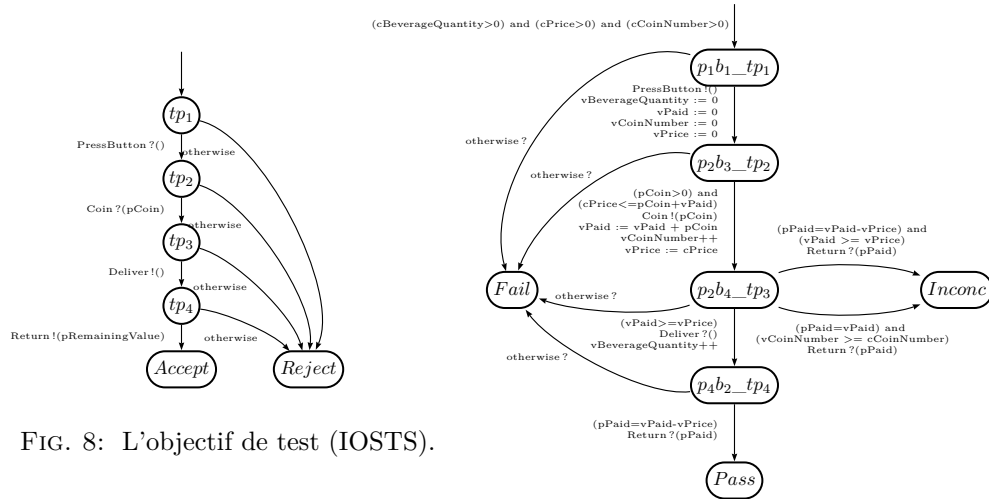 tp1
PressButton ?()
otherwise
tp2
Coin ?(pCoin)
otherwise
tp3
Deliver !()
otherwise
tp4
Return !(pRemainingValue)
otherwise
Accept
Reject
FIG. 8: L'objectif de test (IOSTS).
(cBeverageQuantity>0) and (cPrice>0) and (cCoinNumber>0)
p1b1_tp1
PressButton !()
vBeverageQuantity := 0
vPaid := 0
vCoinNumber := 0
vPrice := 0
otherwise ?
p2b3_tp2
otherwise ?
(pCoin>0) and
(cPrice<=pCoin+vPaid)
Coin !(pCoin)
vPaid := vPaid + pCoin
vCoinNumber++
vPrice := cPrice
(pPaid=vPaid-vPrice) and
(vPaid >= vPrice)
Return ?(pPaid)
Fail
p2b4_tp3
Inconc
otherwise ?
(vPaid>=vPrice)
Deliver ?()
vBeverageQuantity++
(pPaid=vPaid) and
(vCoinNumber >= cCoinNumber)
Return ?(pPaid)
otherwise ?
p4b2_tp4
(pPaid=vPaid-vPrice)
Return ?(pPaid)
Pass